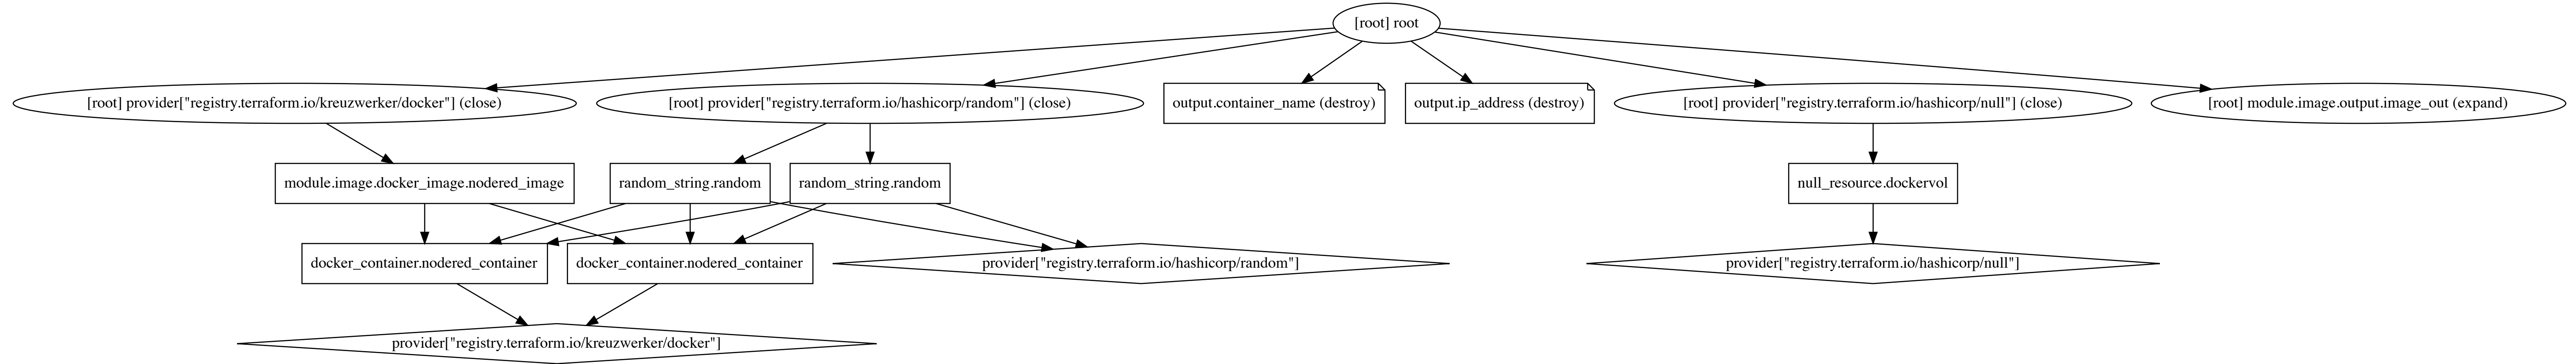 [root] root
[root] provider["registry.terraform.io/kreuzwerker/docker"] (close)
[root] provider["registry.terraform.io/hashicorp/random"] (close)
output.container_name (destroy)
output.ip_address (destroy)
[root] provider["registry.terraform.io/hashicorp/null"] (close)
[root] module.image.output.image_out (expand)
module.image.docker_image.nodered_image
random_string.random
random_string.random
null_resource.dockervol
docker_container.nodered_container
docker_container.nodered_container
provider["registry.terraform.io/hashicorp/random"]
provider["registry.terraform.io/hashicorp/null"]
provider["registry.terraform.io/kreuzwerker/docker"]